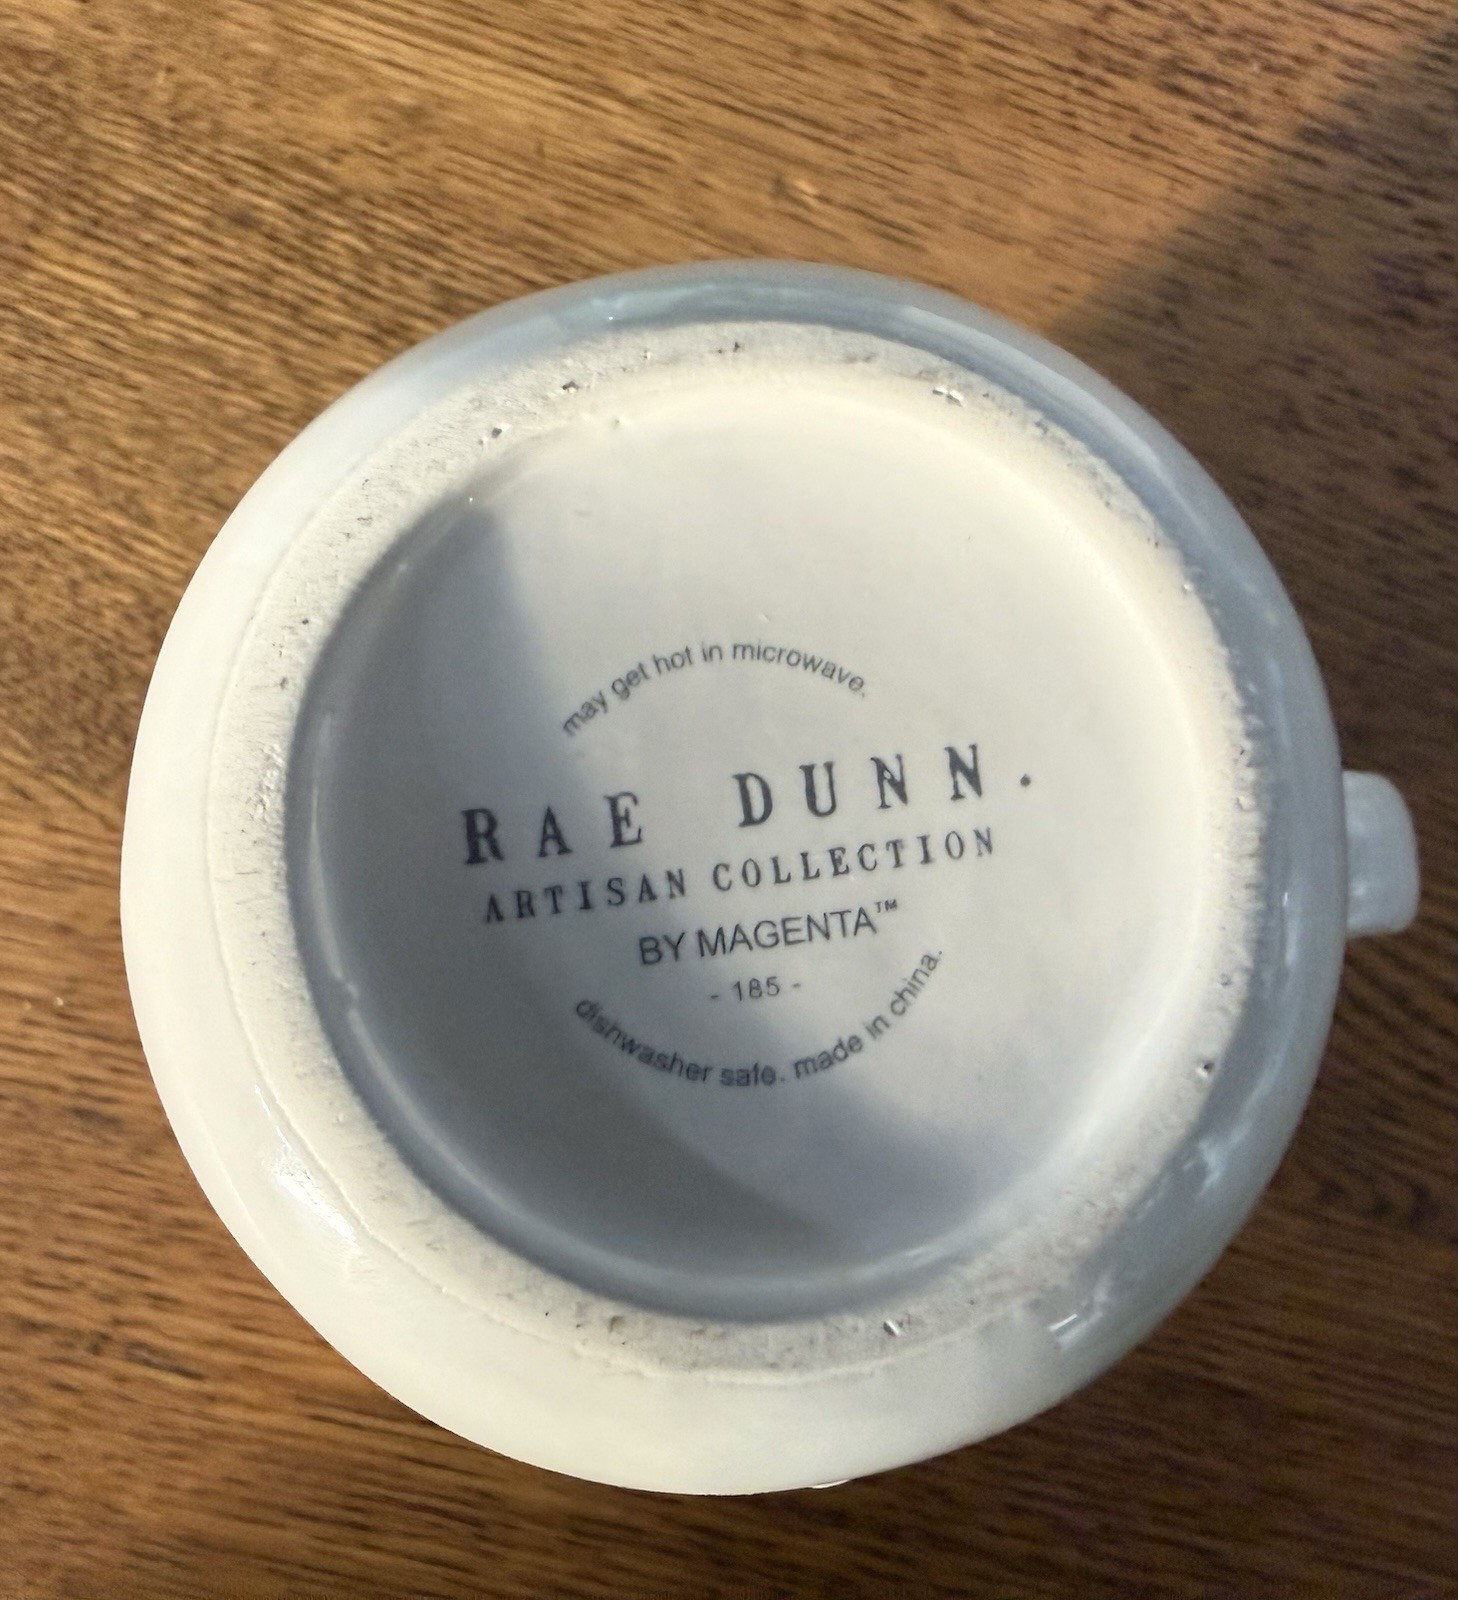 may get hot in microwave.
RAE DUNN.
ARTISAN COLLECTION
BY MAGENTA™
- 185 -
dishwasher safe. made in china.